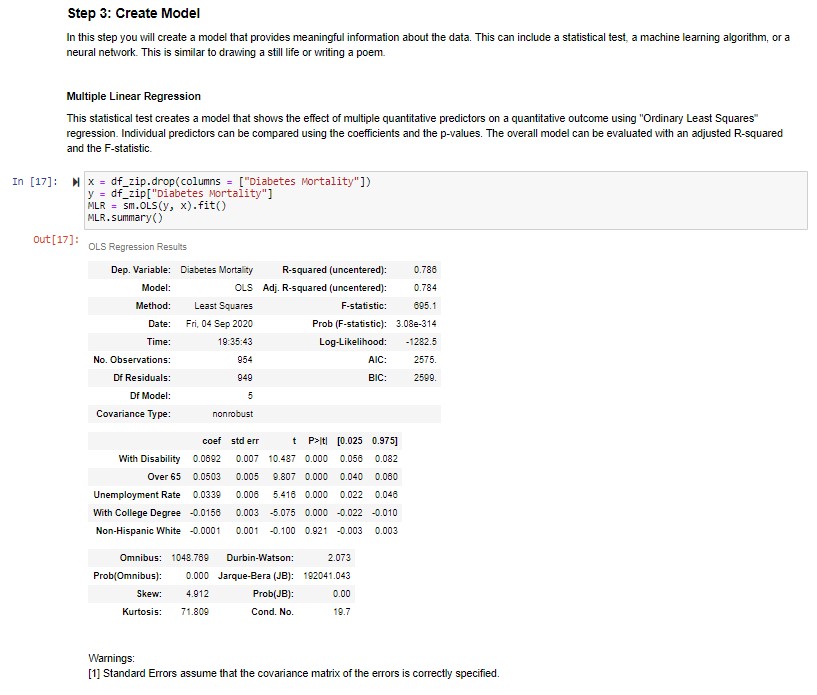 Step 3: Create Model
In this step you will create a model that provides meaningful information about the data. This can include a statistical test, a machine learning algorithm, or a
neural network. This is similar to drawing a still life or writing a poem.
Multiple Linear Regression
This statistical test creates a model that shows the effect of multiple quantitative predictors on a quantitative outcome using "Ordinary Least Squares"
regression. Individual predictors can be compared using the coefficients and the p-values. The overall model can be evaluated with an adjusted R-squared
and the F-statistic.
In [17]: x = df_zip.drop(columns = ["Diabetes Mortality"])
y = df_zip["Diabetes Mortality"]
MLR = sm.OLS(y, x).fit()
MLR.summary()
Out[17]:
OLS Regression Results
Dep. Variable: Diabetes Mortality R-squared (uncentered): 0.786
Model: OLS Adj. R-squared (uncentered): 0.784
Method: Least Squares F-statistic: 695.1
Date: Fri, 04 Sep 2020 Prob (F-statistic): 3.08e-314
Time: 19:35:43 Log-Likelihood: -1282.5
No. Observations: 954 AIC: 2575.
Df Residuals: 949 BIC: 2599.
Df Model: 5
Covariance Type: nonrobust
coef std err t P>|t| [0.025 0.975]
With Disability 0.0692 0.007 10.487 0.000 0.056 0.082
Over 65 0.0503 0.005 9.807 0.000 0.040 0.060
Unemployment Rate 0.0339 0.006 5.416 0.000 0.022 0.046
With College Degree -0.0156 0.003 -5.075 0.000 -0.022 -0.010
Non-Hispanic White -0.0001 0.001 -0.100 0.921 -0.003 0.003
Omnibus: 1048.769 Durbin-Watson: 2.073
Prob(Omnibus): 0.000 Jarque-Bera (JB): 192041.043
Skew: 4.912 Prob(JB): 0.00
Kurtosis: 71.809 Cond. No. 19.7
Warnings:
[1] Standard Errors assume that the covariance matrix of the errors is correctly specified.